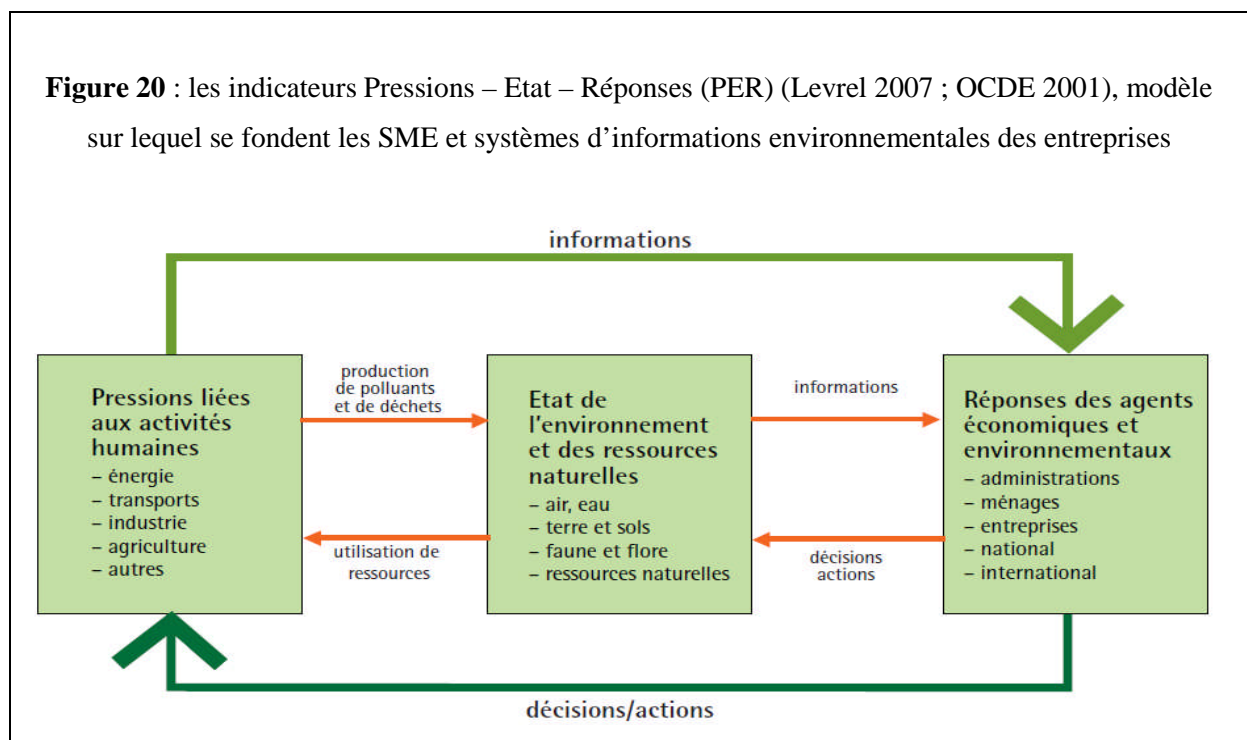 Figure 20 : les indicateurs Pressions – Etat – Réponses (PER) (Levrel 2007 ; OCDE 2001), modèle
sur lequel se fondent les SME et systèmes d’informations environnementales des entreprises
informations
Pressions liées
aux activités
humaines
– énergie
– transports
– industrie
– agriculture
– autres
production
de polluants
et de déchets
utilisation de
ressources
Etat de
l’environnement
et des ressources
naturelles
– air, eau
– terre et sols
– faune et flore
– ressources naturelles
informations
décisions
actions
Réponses des agents
économiques et
environnementaux
– administrations
– ménages
– entreprises
– national
– international
décisions/actions